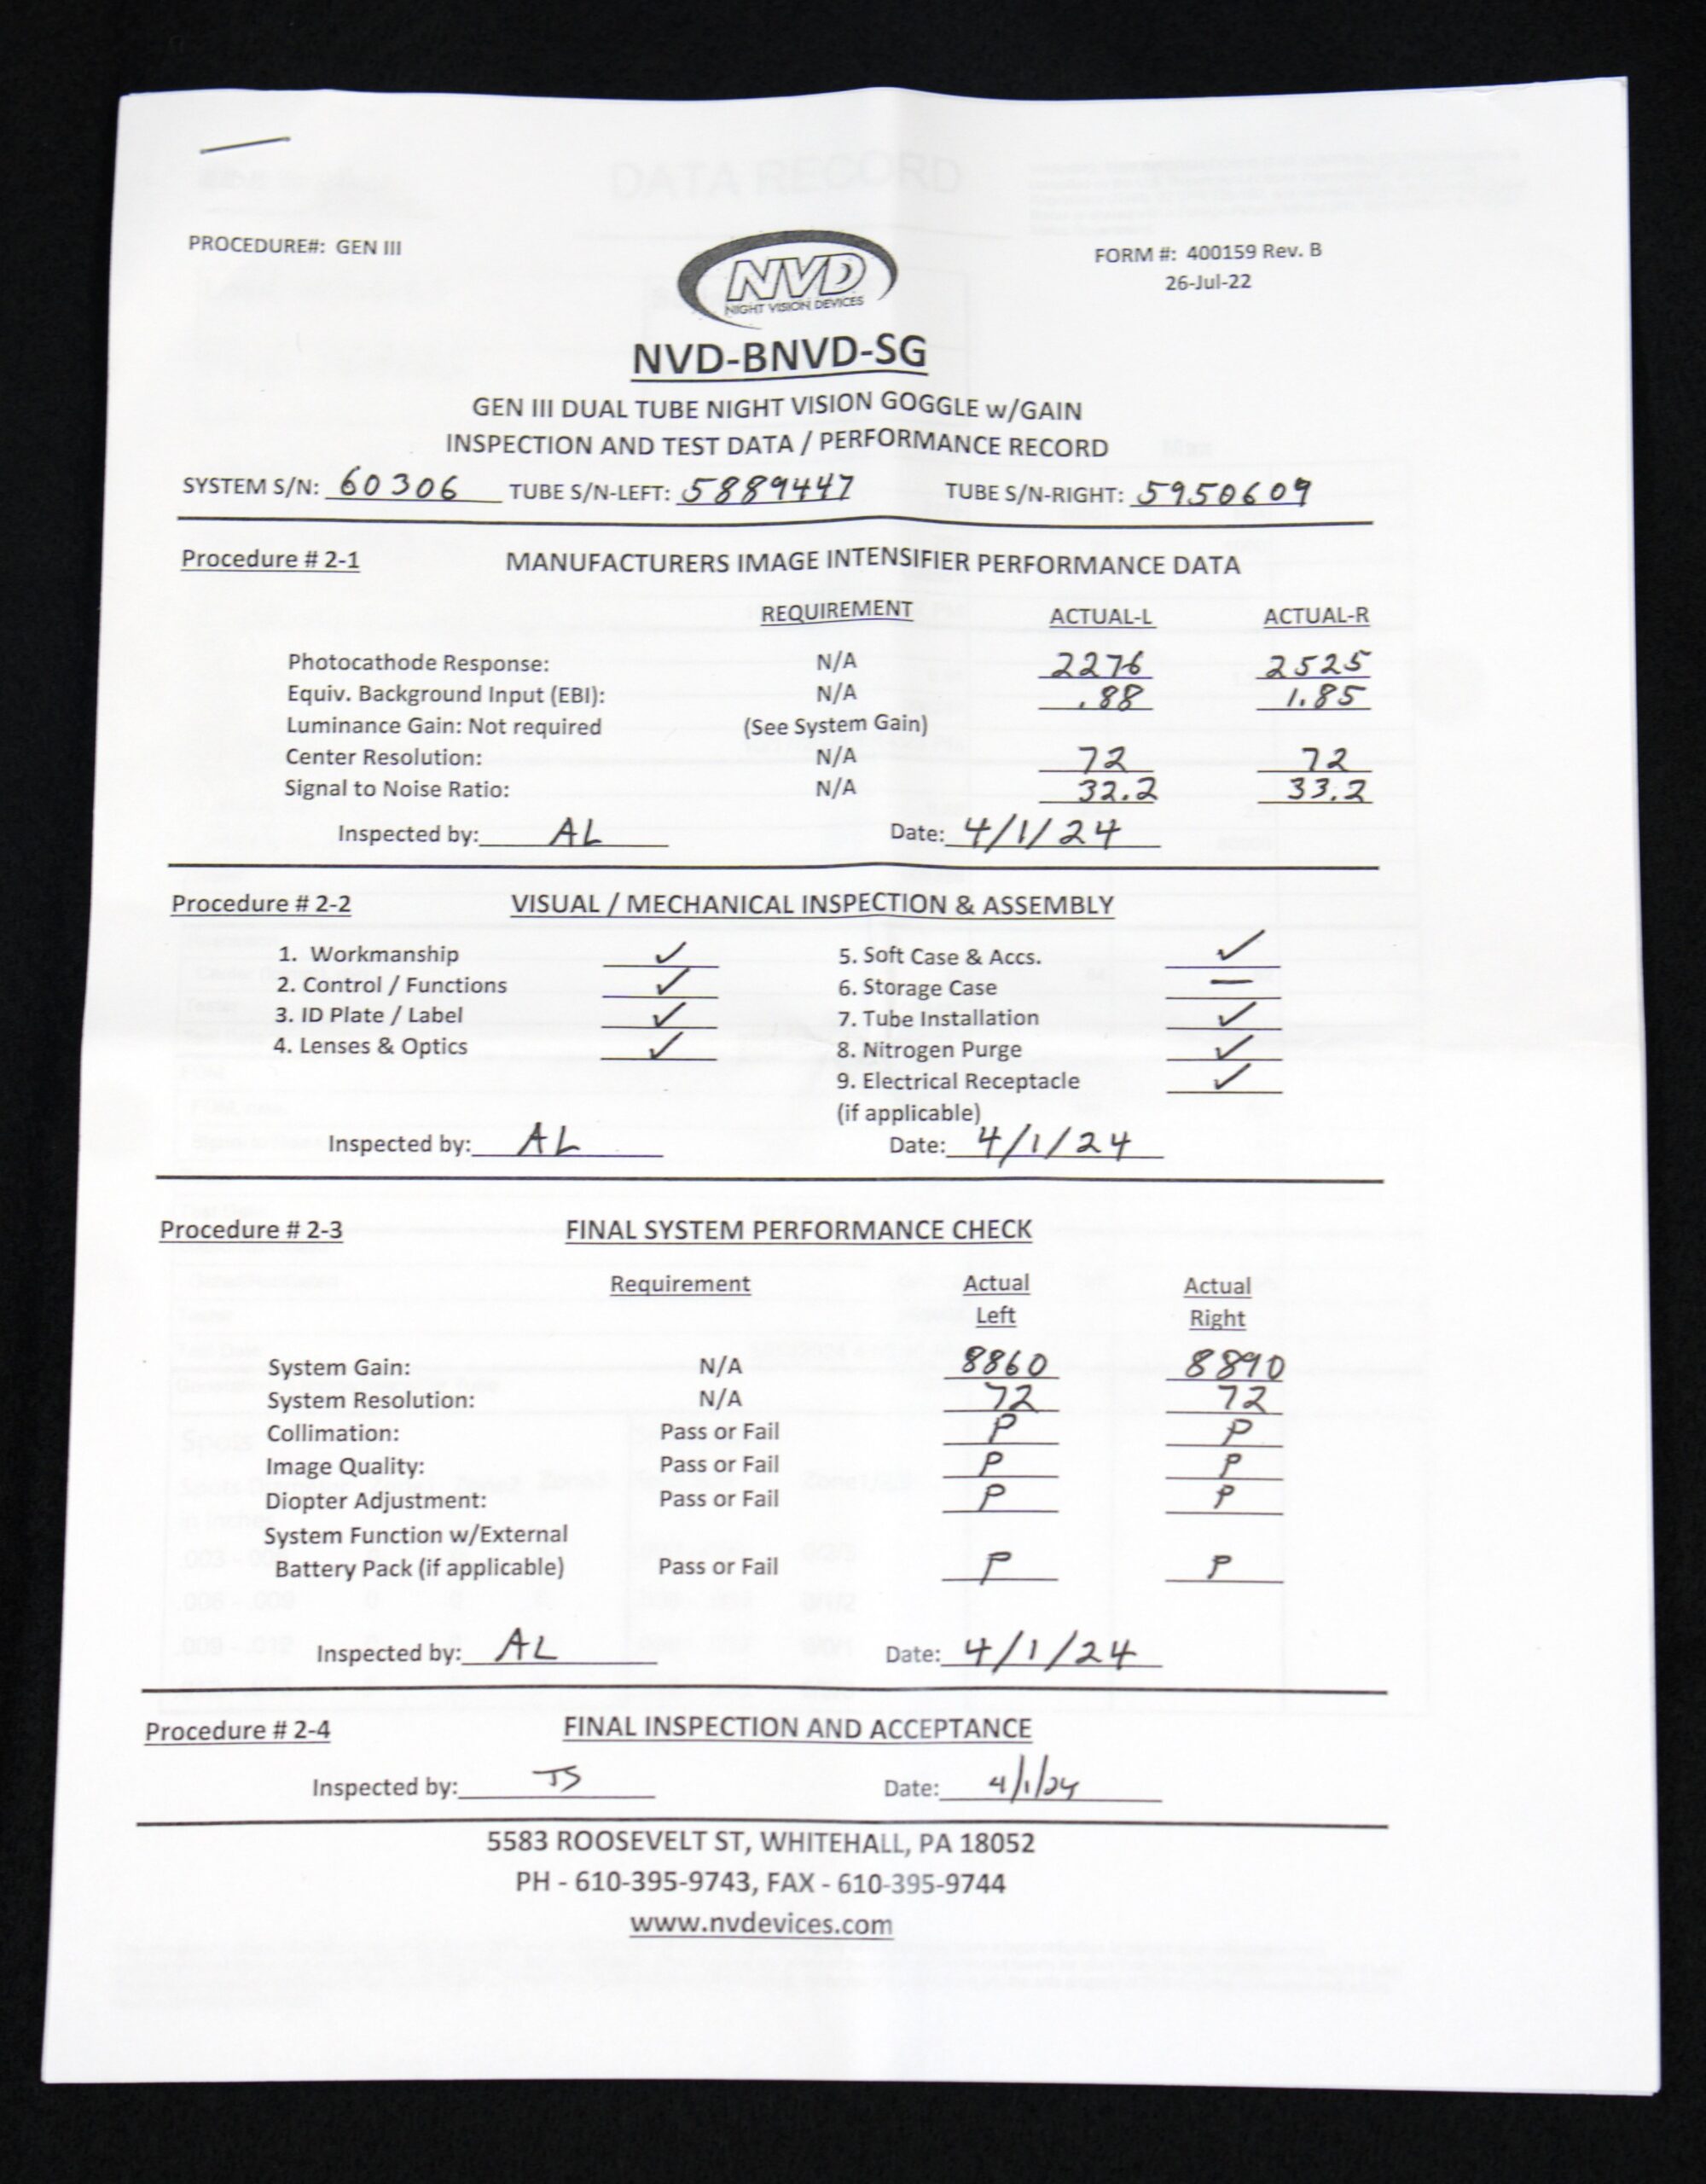 DATA RECORD
PROCEDURE#: GEN III
FORM #: 400159 Rev. B
26-Jul-22
NVD
NIGHT VISION DEVICES
NVD-BNVD-SG
GEN III DUAL TUBE NIGHT VISION GOGGLE w/GAIN
INSPECTION AND TEST DATA / PERFORMANCE RECORD
SYSTEM S/N: 60306 TUBE S/N-LEFT: 5889447 TUBE S/N-RIGHT: 5950609
Procedure # 2-1 MANUFACTURERS IMAGE INTENSIFIER PERFORMANCE DATA
REQUIREMENT ACTUAL-L ACTUAL-R
Photocathode Response: N/A 2276 2525
Equiv. Background Input (EBI): N/A .88 1.85
Luminance Gain: Not required (See System Gain)
Center Resolution: N/A 72 72
Signal to Noise Ratio: N/A 32.2 33.2
Inspected by: AL Date: 4/1/24
Procedure # 2-2 VISUAL / MECHANICAL INSPECTION & ASSEMBLY
1. Workmanship ✓ 5. Soft Case & Accs. ✓
2. Control / Functions ✓ 6. Storage Case —
3. ID Plate / Label ✓ 7. Tube Installation ✓
4. Lenses & Optics ✓ 8. Nitrogen Purge ✓
9. Electrical Receptacle ✓
(if applicable)
Inspected by: AL Date: 4/1/24
Procedure # 2-3 FINAL SYSTEM PERFORMANCE CHECK
Requirement Actual Actual
Left Right
System Gain: N/A 8860 8890
System Resolution: N/A 72 72
Collimation: Pass or Fail P P
Image Quality: Pass or Fail P P
Diopter Adjustment: Pass or Fail P P
System Function w/External
Battery Pack (if applicable) Pass or Fail P P
Inspected by: AL Date: 4/1/24
Procedure # 2-4 FINAL INSPECTION AND ACCEPTANCE
Inspected by: TS Date: 4/1/24
5583 ROOSEVELT ST, WHITEHALL, PA 18052
PH - 610-395-9743, FAX - 610-395-9744
www.nvdevices.com